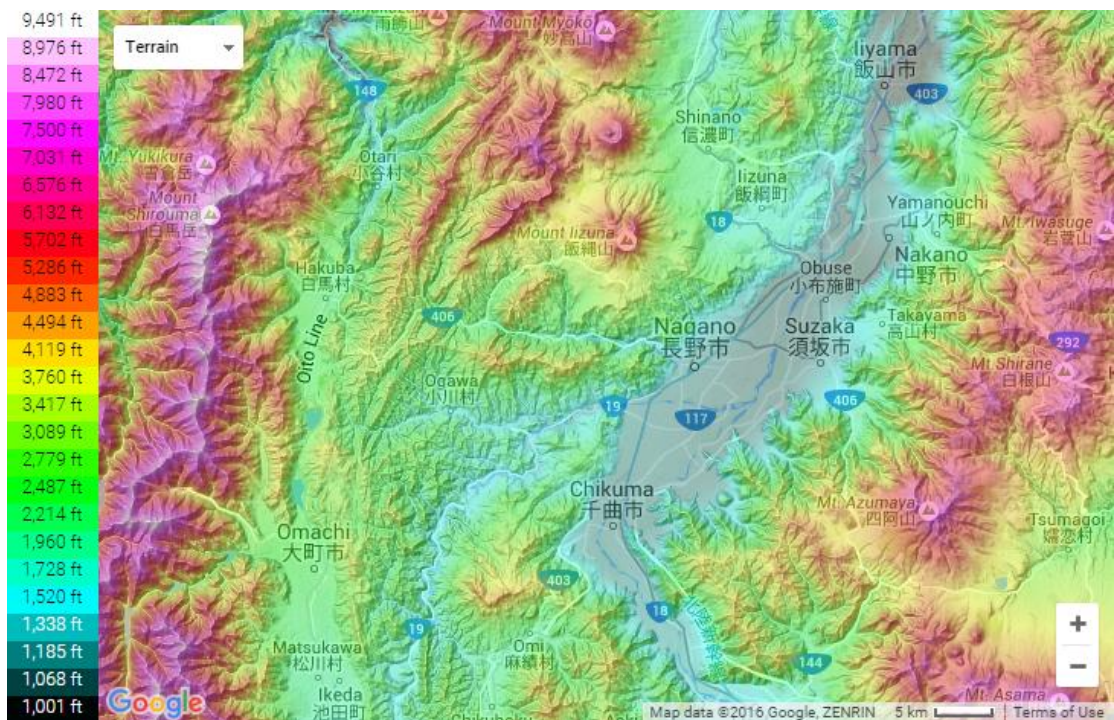 9,491 ft
8,976 ft
8,472 ft
7,980 ft
7,500 ft
7,031 ft
6,576 ft
6,132 ft
5,702 ft
5,286 ft
4,883 ft
4,494 ft
4,119 ft
3,760 ft
3,417 ft
3,089 ft
2,779 ft
2,487 ft
2,214 ft
1,960 ft
1,728 ft
1,520 ft
1,338 ft
1,185 ft
1,068 ft
1,001 ft
Terrain
雨師山
Mount Myōkō
妙高山
Iiyama
飯山市
403
148
Shinano
信濃町
Otari
小谷村
Mt. Yukikura
雪倉岳
Mount
Shirouma
白馬岳
Iizuna
飯綱町
18
Yamanouchi
山ノ内町
Mt. Iwasuge
岩菅山
Mount Iizuna
飯縄山
Nakano
中野市
Hakuba
白馬村
Obuse
小布施町
406
Oito Line
Nagano
長野市
Suzaka
須坂市
Takayama
高山村
292
Mt Shirane
白根山
Ogawa
小川村
19
117
406
Chikuma
千曲市
Mt. Azumaya
四阿山
Tsumagoi
嬬恋村
Omachi
大町市
403
18
19
Omi
麻績村
144
Matsukawa
松川村
Ikeda
池田町
Chikuhoku
Mt. Asama
+
−
Google
Map data ©2016 Google, ZENRIN
5 km
Terms of Use